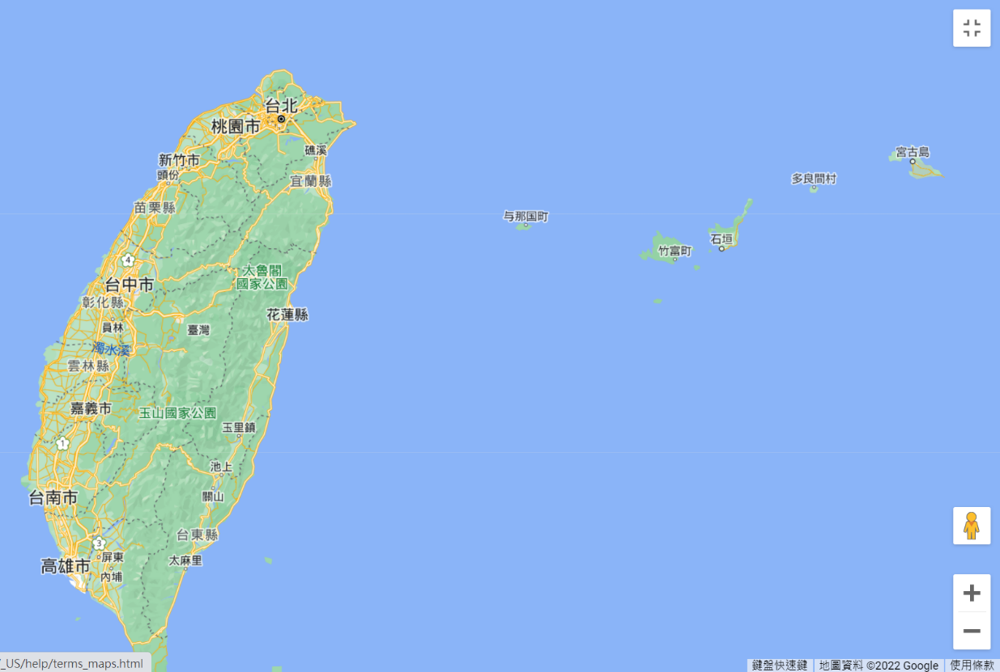 台北
桃園市
礁溪
宮古島
新竹市
頭份
宜蘭縣
多良間村
苗栗縣
与那国町
石垣
竹富町
4
太魯閣
國家公園
台中市
彰化縣
花蓮縣
員林
臺灣
濁水溪
雲林縣
嘉義市
玉山國家公園
玉里鎮
1
池上
台南市
關山
台東縣
3
屏東
太麻里
高雄市
內埔
_US/help/terms_maps.html
鍵盤快速鍵
地圖資料 ©2022 Google
使用條款